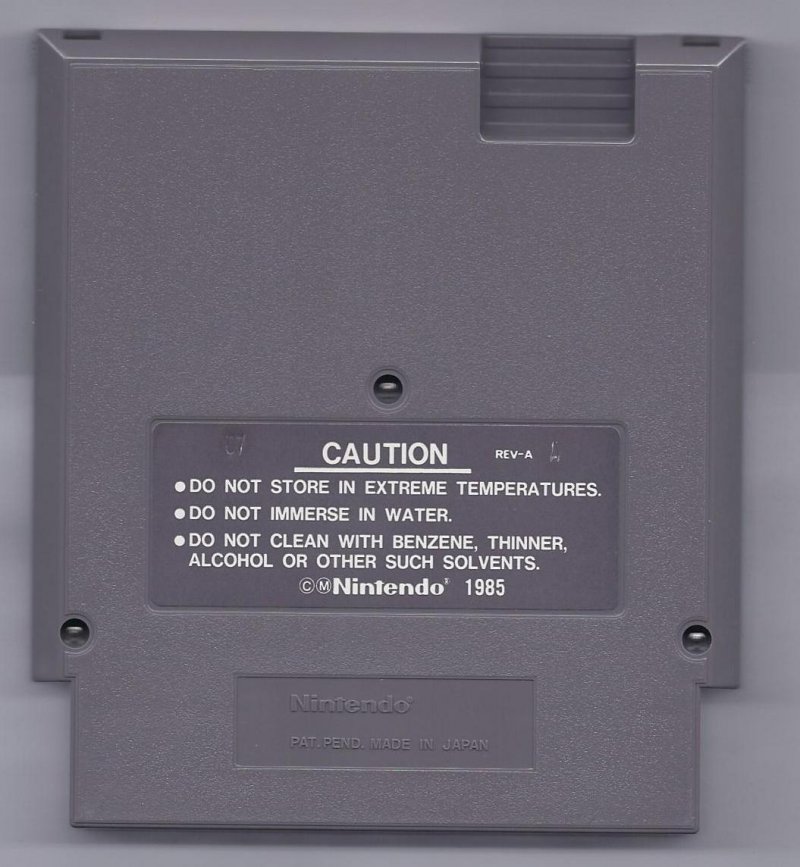 CAUTION REV-A
●DO NOT STORE IN EXTREME TEMPERATURES.
●DO NOT IMMERSE IN WATER.
●DO NOT CLEAN WITH BENZENE, THINNER,
ALCOHOL OR OTHER SUCH SOLVENTS.
©ⓂNintendo® 1985
Nintendo®
PAT. PEND. MADE IN JAPAN